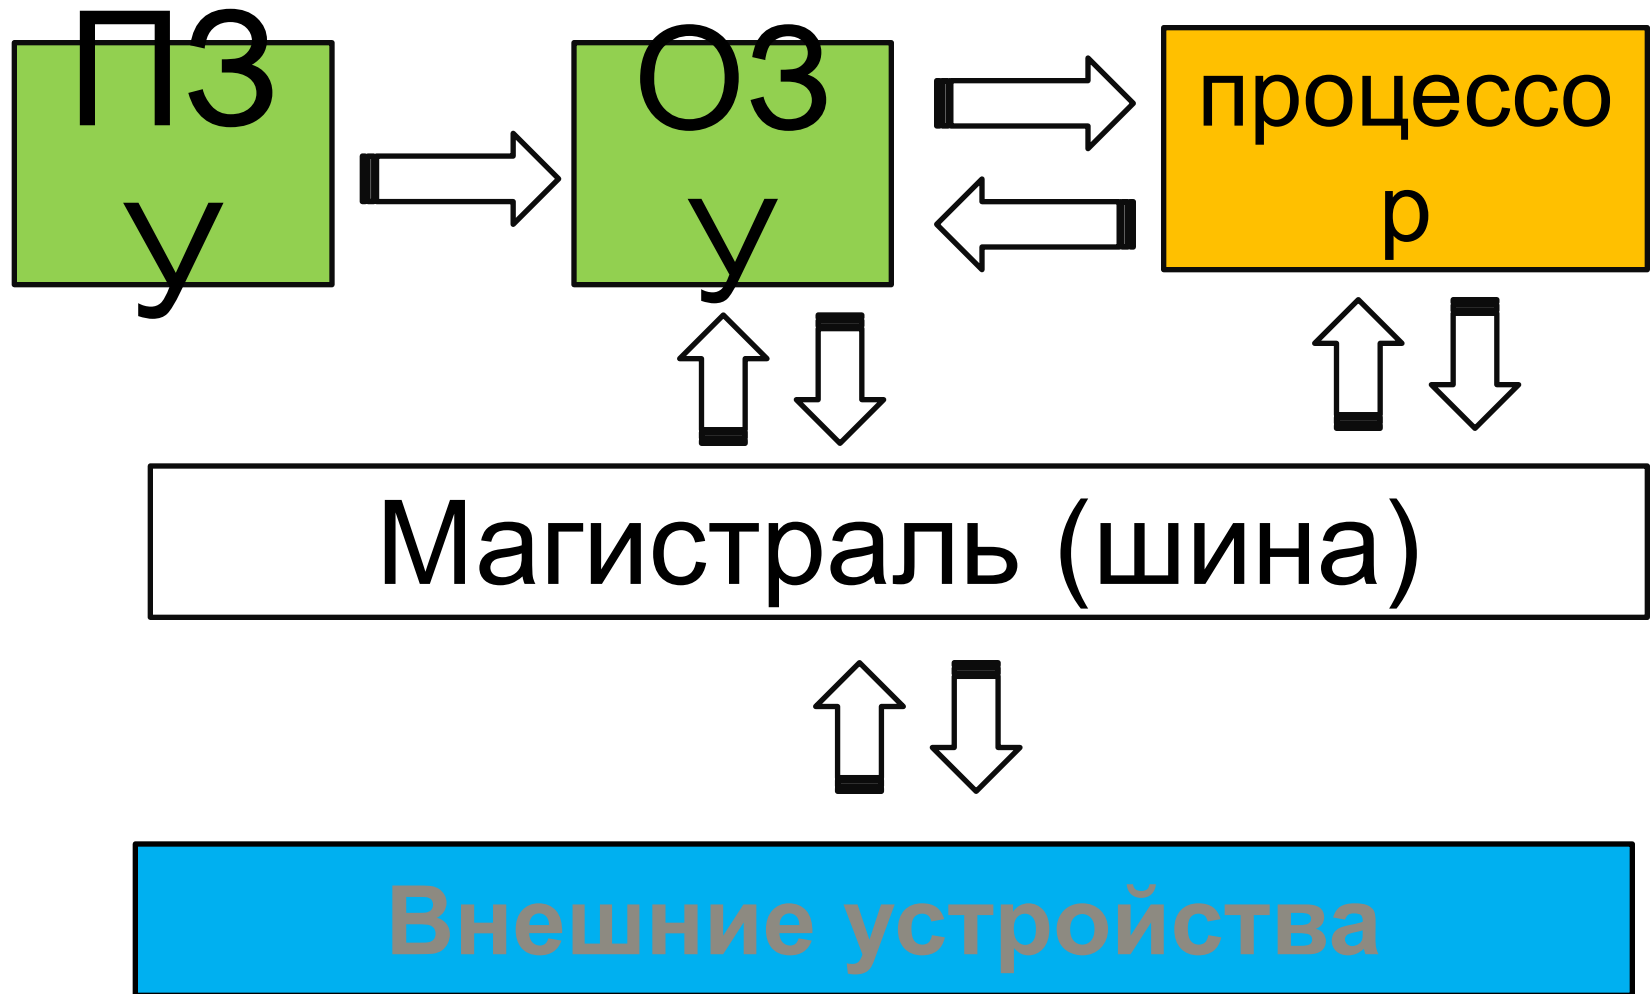 ПЗ
У
ОЗ
У
процессо
р
Магистраль (шина)
Внешние устройства